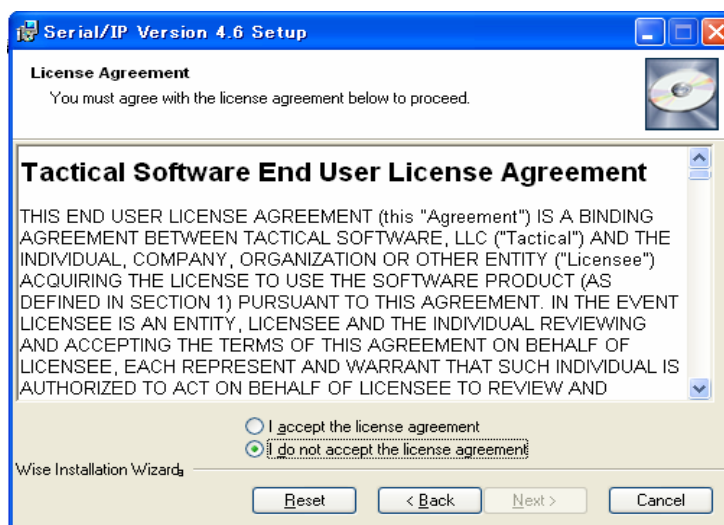 Serial/IP Version 4.6 Setup
License Agreement
You must agree with the license agreement below to proceed.
Tactical Software End User License Agreement
THIS END USER LICENSE AGREEMENT (this "Agreement") IS A BINDING
AGREEMENT BETWEEN TACTICAL SOFTWARE, LLC ("Tactical") AND THE
INDIVIDUAL, COMPANY, ORGANIZATION OR OTHER ENTITY ("Licensee")
ACQUIRING THE LICENSE TO USE THE SOFTWARE PRODUCT (AS
DEFINED IN SECTION 1) PURSUANT TO THIS AGREEMENT. IN THE EVENT
LICENSEE IS AN ENTITY, LICENSEE AND THE INDIVIDUAL REVIEWING
AND ACCEPTING THE TERMS OF THIS AGREEMENT ON BEHALF OF
LICENSEE, EACH REPRESENT AND WARRANT THAT SUCH INDIVIDUAL IS
AUTHORIZED TO ACT ON BEHALF OF LICENSEE TO REVIEW AND
I accept the license agreement
I do not accept the license agreement
Wise Installation Wizard
Reset < Back Next > Cancel